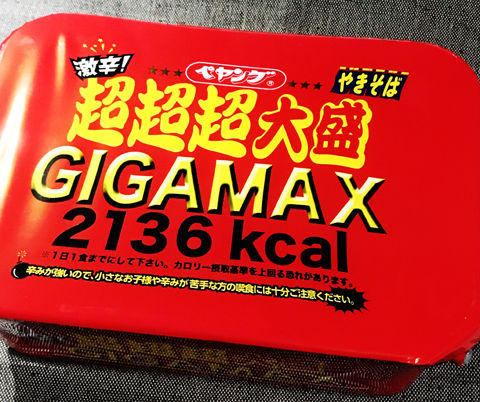 激辛!
ペヤング®
やきそば
超超超大盛
GIGAMAX
2136 kcal
※1日1食までにして下さい。カロリー摂取基準を上回る恐れがあります。
辛みが強いので、小さなお子様や辛みが苦手な方の喫食には十分ご注意ください。